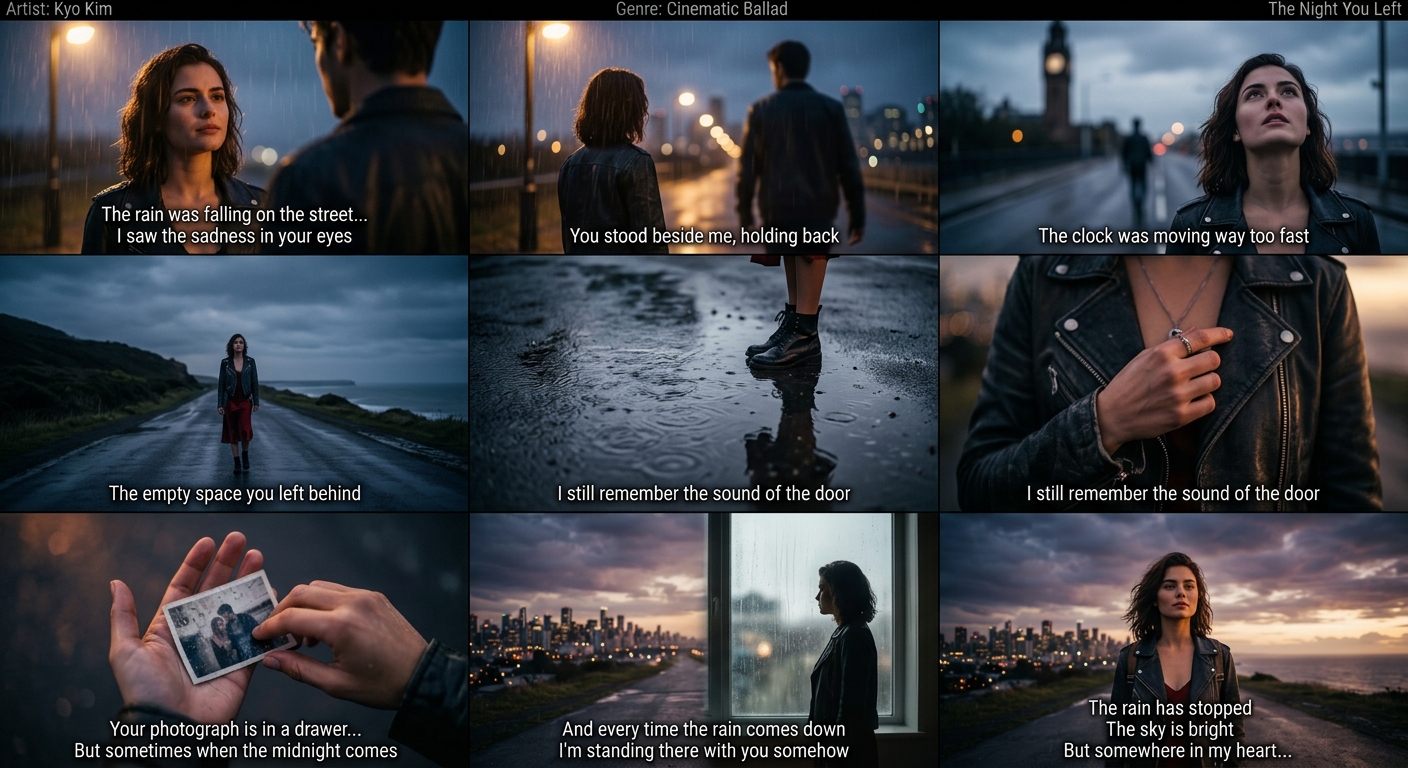 Artist: Kyo Kim
Genre: Cinematic Ballad
The Night You Left
The rain was falling on the street...
I saw the sadness in your eyes
You stood beside me, holding back
The clock was moving way too fast
The empty space you left behind
I still remember the sound of the door
I still remember the sound of the door
Your photograph is in a drawer...
But sometimes when the midnight comes
And every time the rain comes down
I'm standing there with you somehow
The rain has stopped
The sky is bright
But somewhere in my heart...